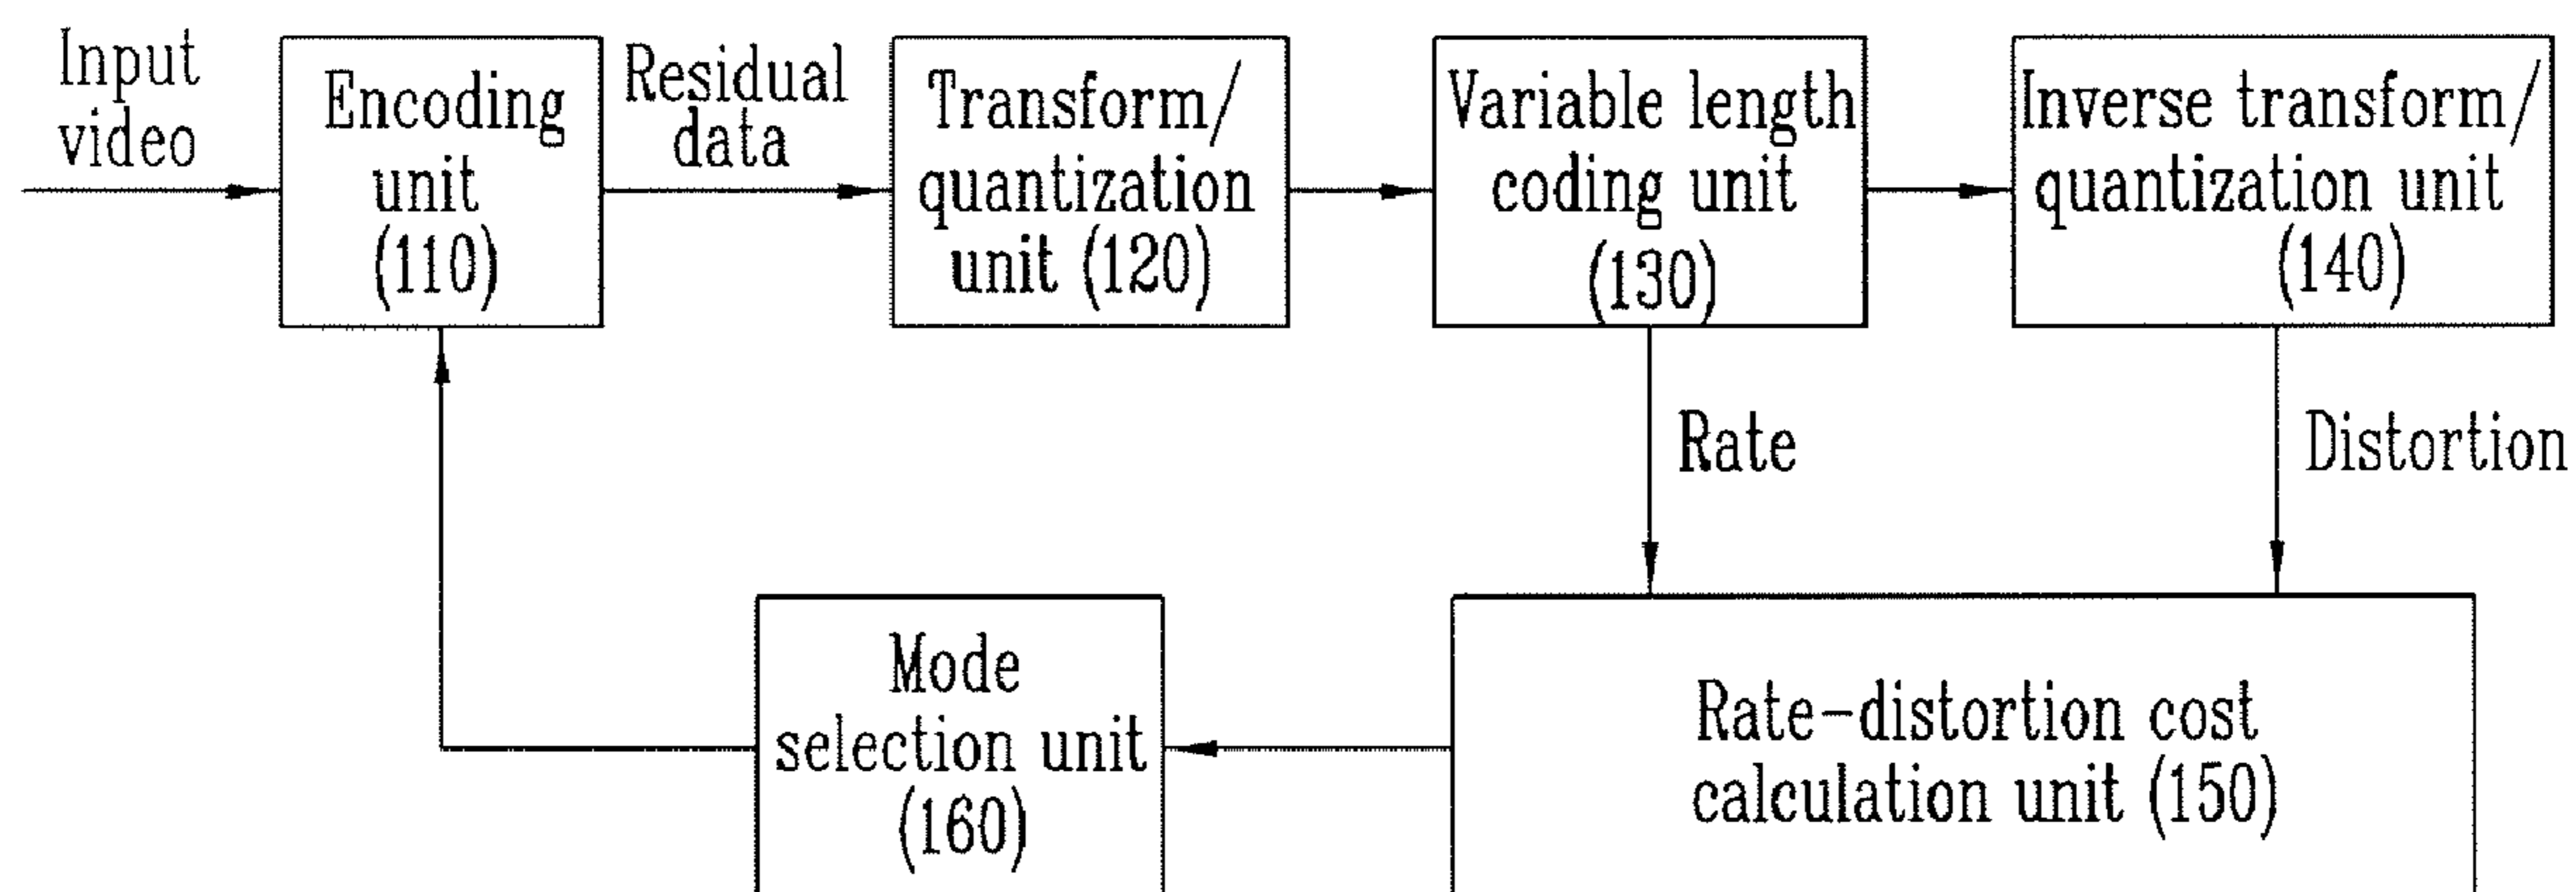 Input
video
Encoding
unit
(110)
Residual
data
Transform/
quantization
unit (120)
Variable length
coding unit
(130)
Inverse transform/
quantization unit
(140)
Rate
Distortion
Mode
selection unit
(160)
Rate-distortion cost
calculation unit (150)